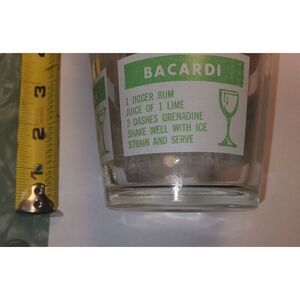 BACARDI
1 JIGGER RUM
JUICE OF 1 LIME
2 DASHES GRENADINE
SHAKE WELL WITH ICE
STRAIN AND SERVE
3
2
1